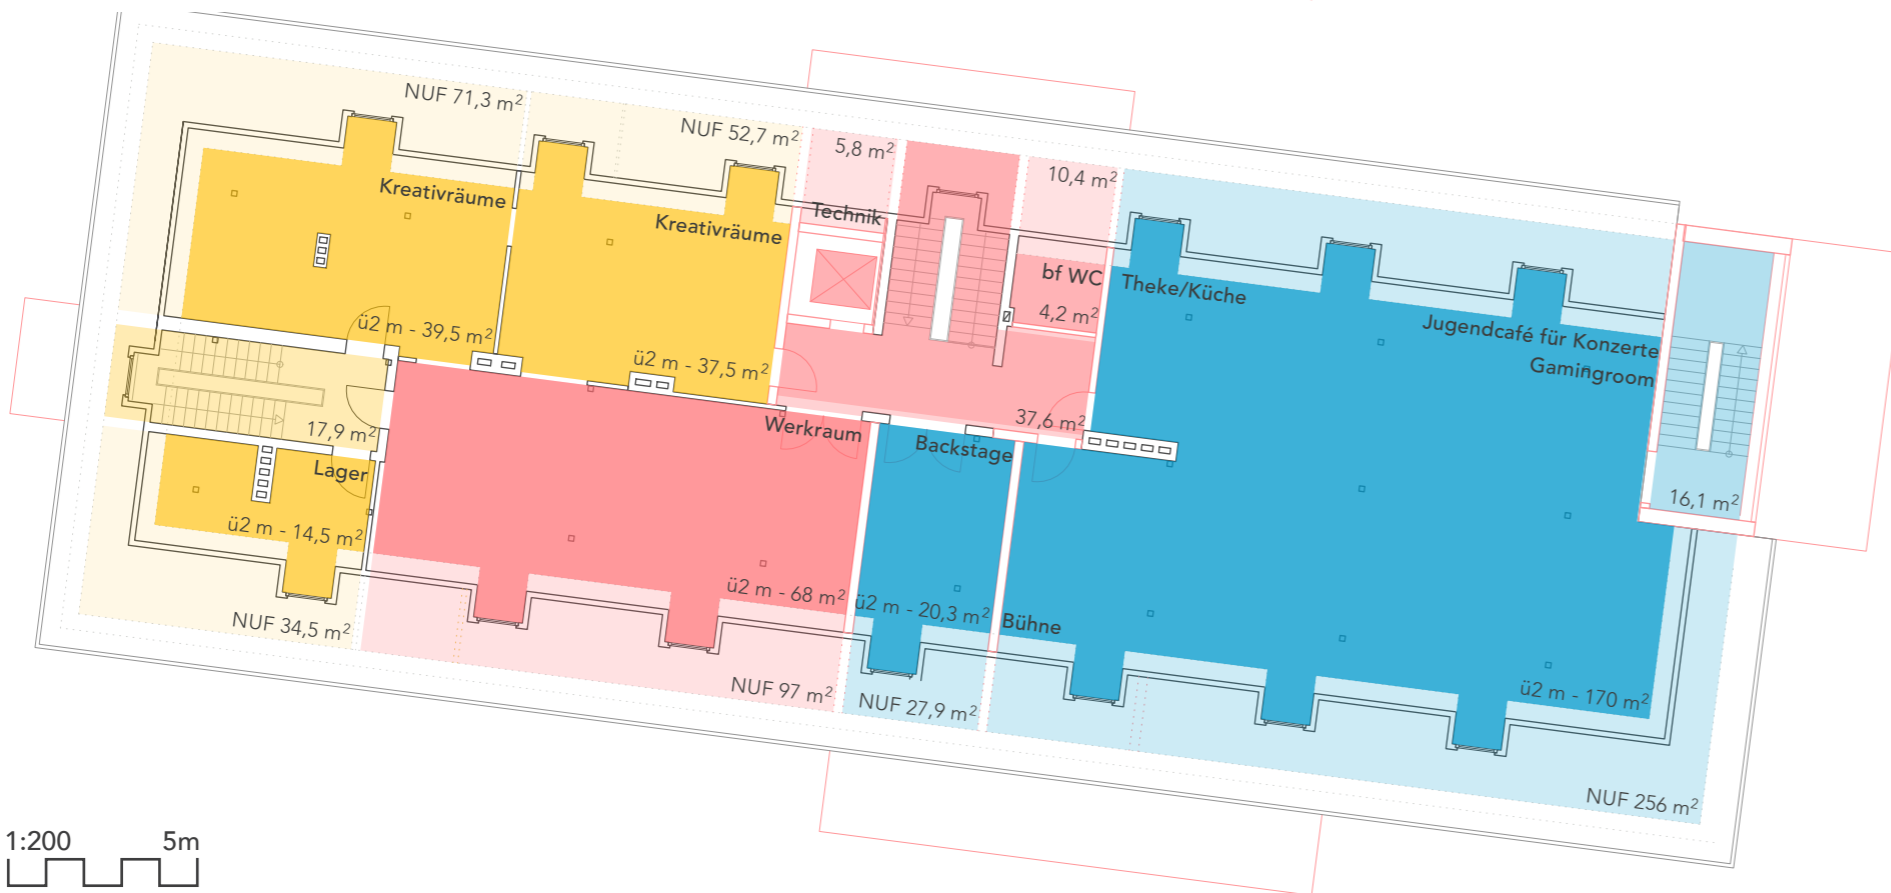 NUF 71,3 m²
NUF 52,7 m²
5,8 m²
10,4 m²
Kreativräume
Kreativräume
Technik
bf WC
4,2 m²
Theke/Küche
Jugendcafé für Konzerte
Gamingroom
ü2 m - 39,5 m²
ü2 m - 37,5 m²
17,9 m²
Werkraum
37,6 m²
Backstage
16,1 m²
Lager
ü2 m - 14,5 m²
ü2 m - 68 m²
ü2 m - 20,3 m²
Bühne
ü2 m - 170 m²
NUF 34,5 m²
NUF 97 m²
NUF 27,9 m²
NUF 256 m²
1:200 5m